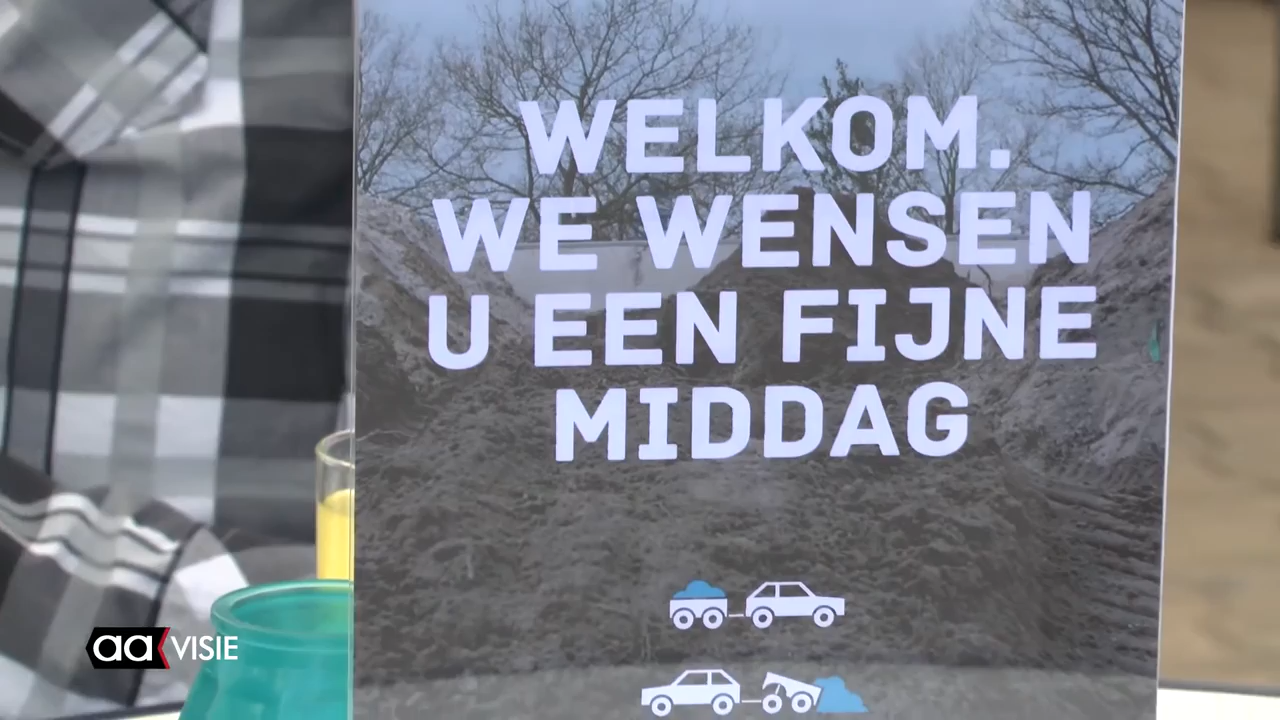 WELKOM.
WE WENSEN
U EEN FIJNE
MIDDAG
aa VISIE